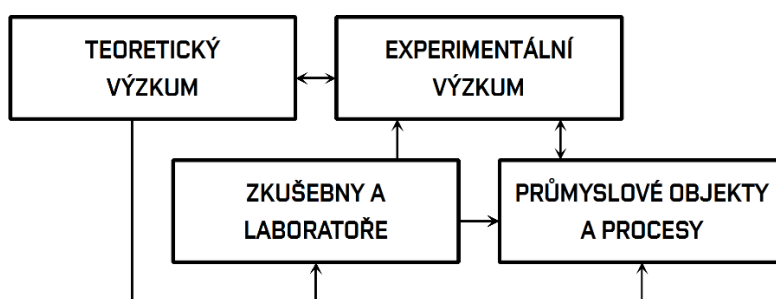 TEORETICKÝ
VÝZKUM
EXPERIMENTÁLNÍ
VÝZKUM
ZKUŠEBNY A
LABORATOŘE
PRŮMYSLOVÉ OBJEKTY
A PROCESY